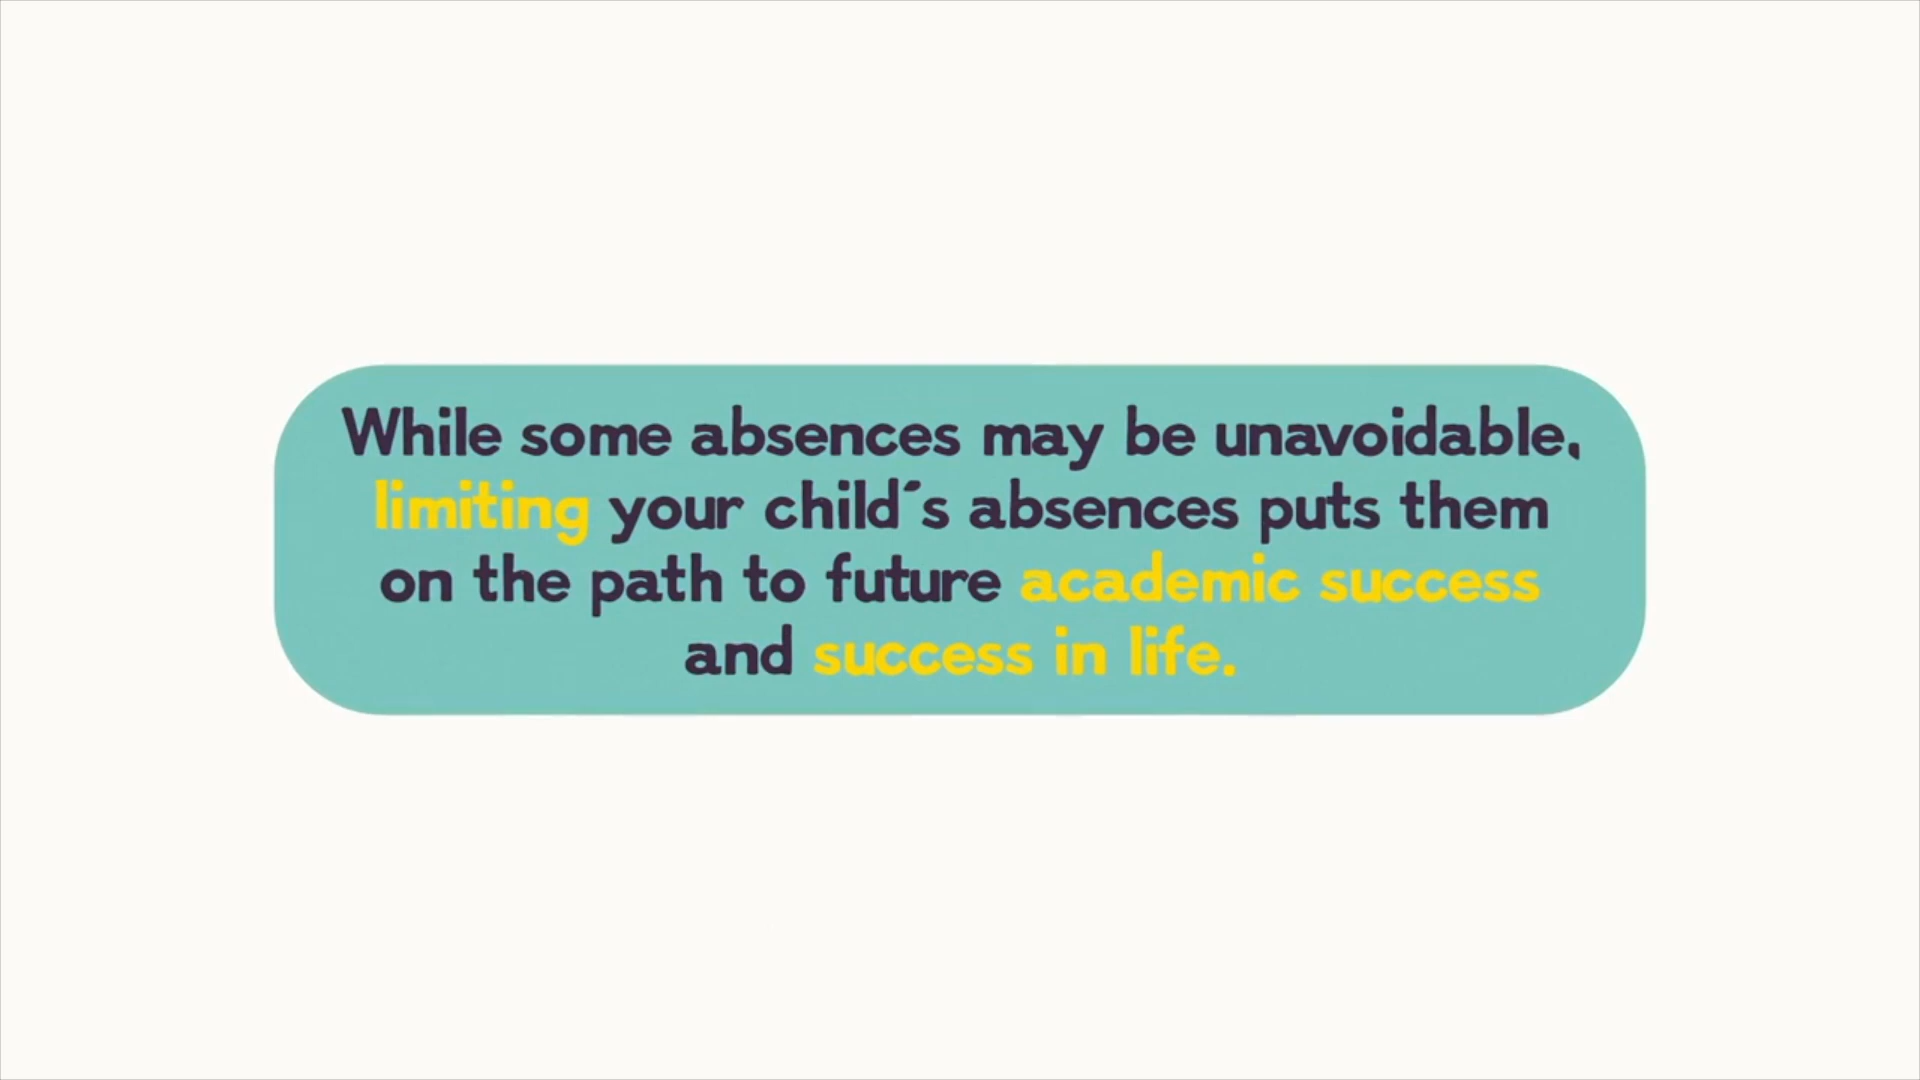 While some absences may be unavoidable,
limiting your child's absences puts them
on the path to future academic success
and success in life.